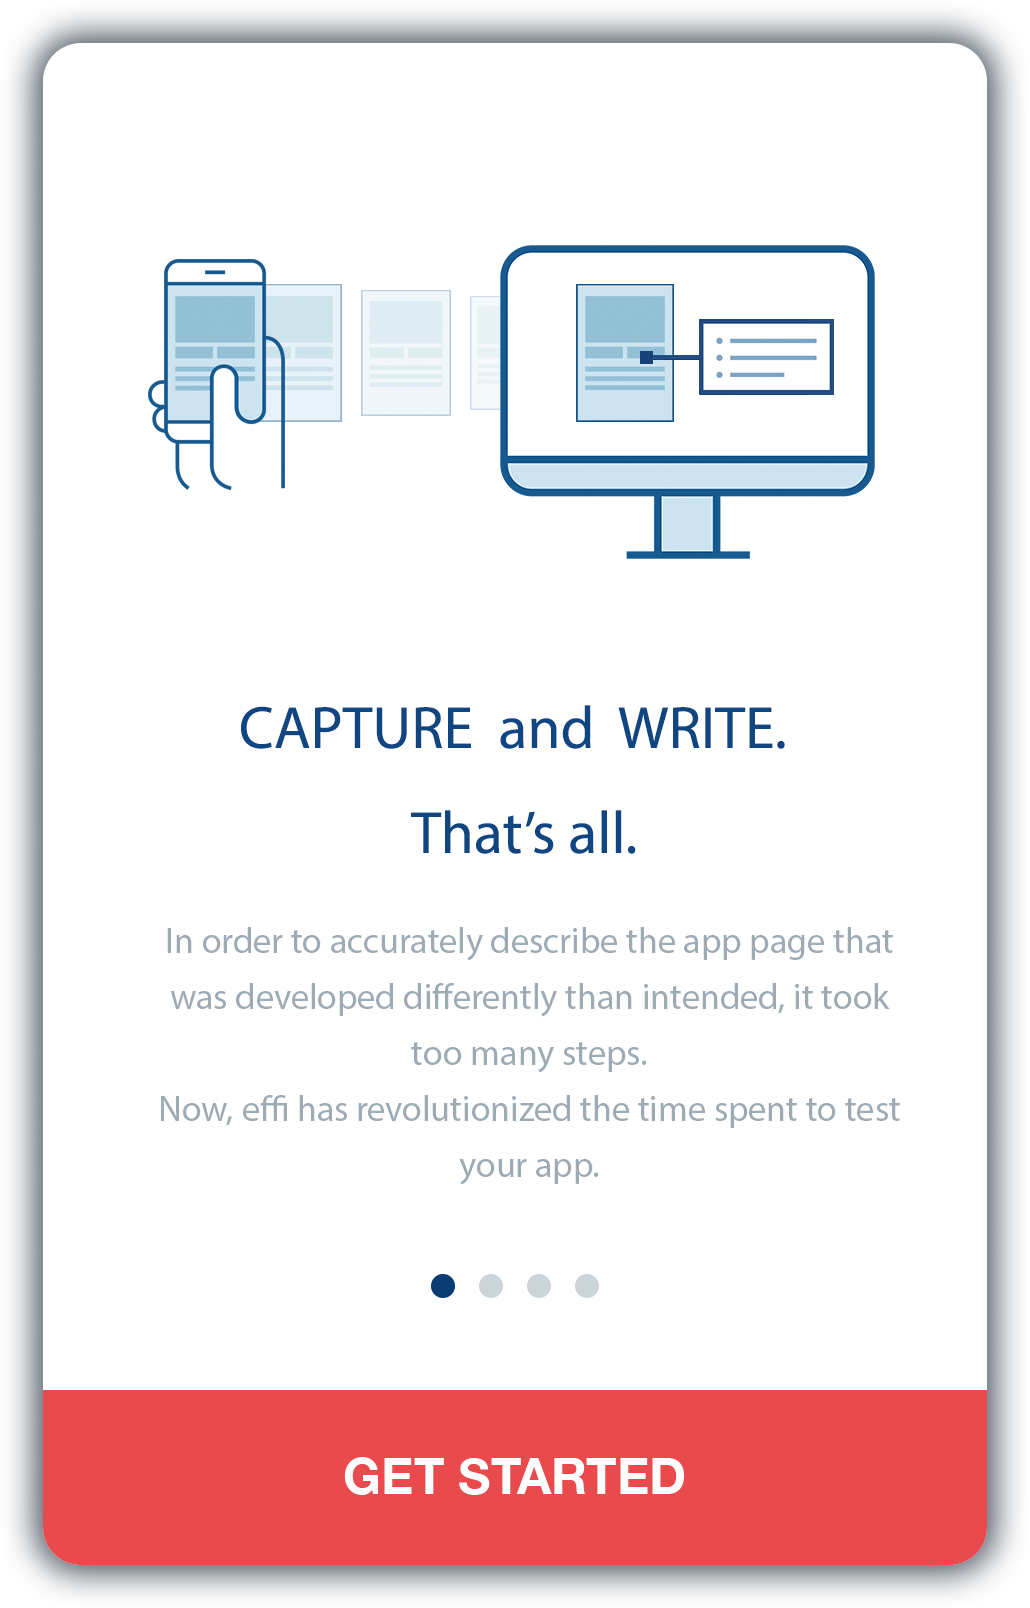 CAPTURE and WRITE.
That’s all.
In order to accurately describe the app page that
was developed differently than intended, it took
too many steps.
Now, effi has revolutionized the time spent to test
your app.
GET STARTED